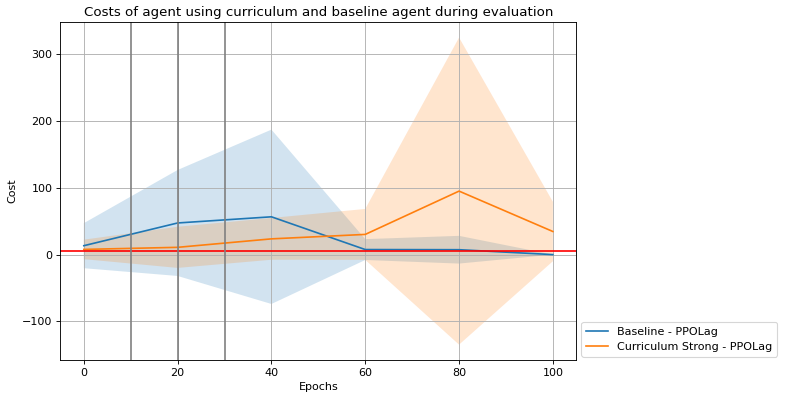 Costs of agent using curriculum and baseline agent during evaluation
300
200
100
0
−100
Cost
0 20 40 60 80 100
Epochs
Baseline - PPOLag
Curriculum Strong - PPOLag